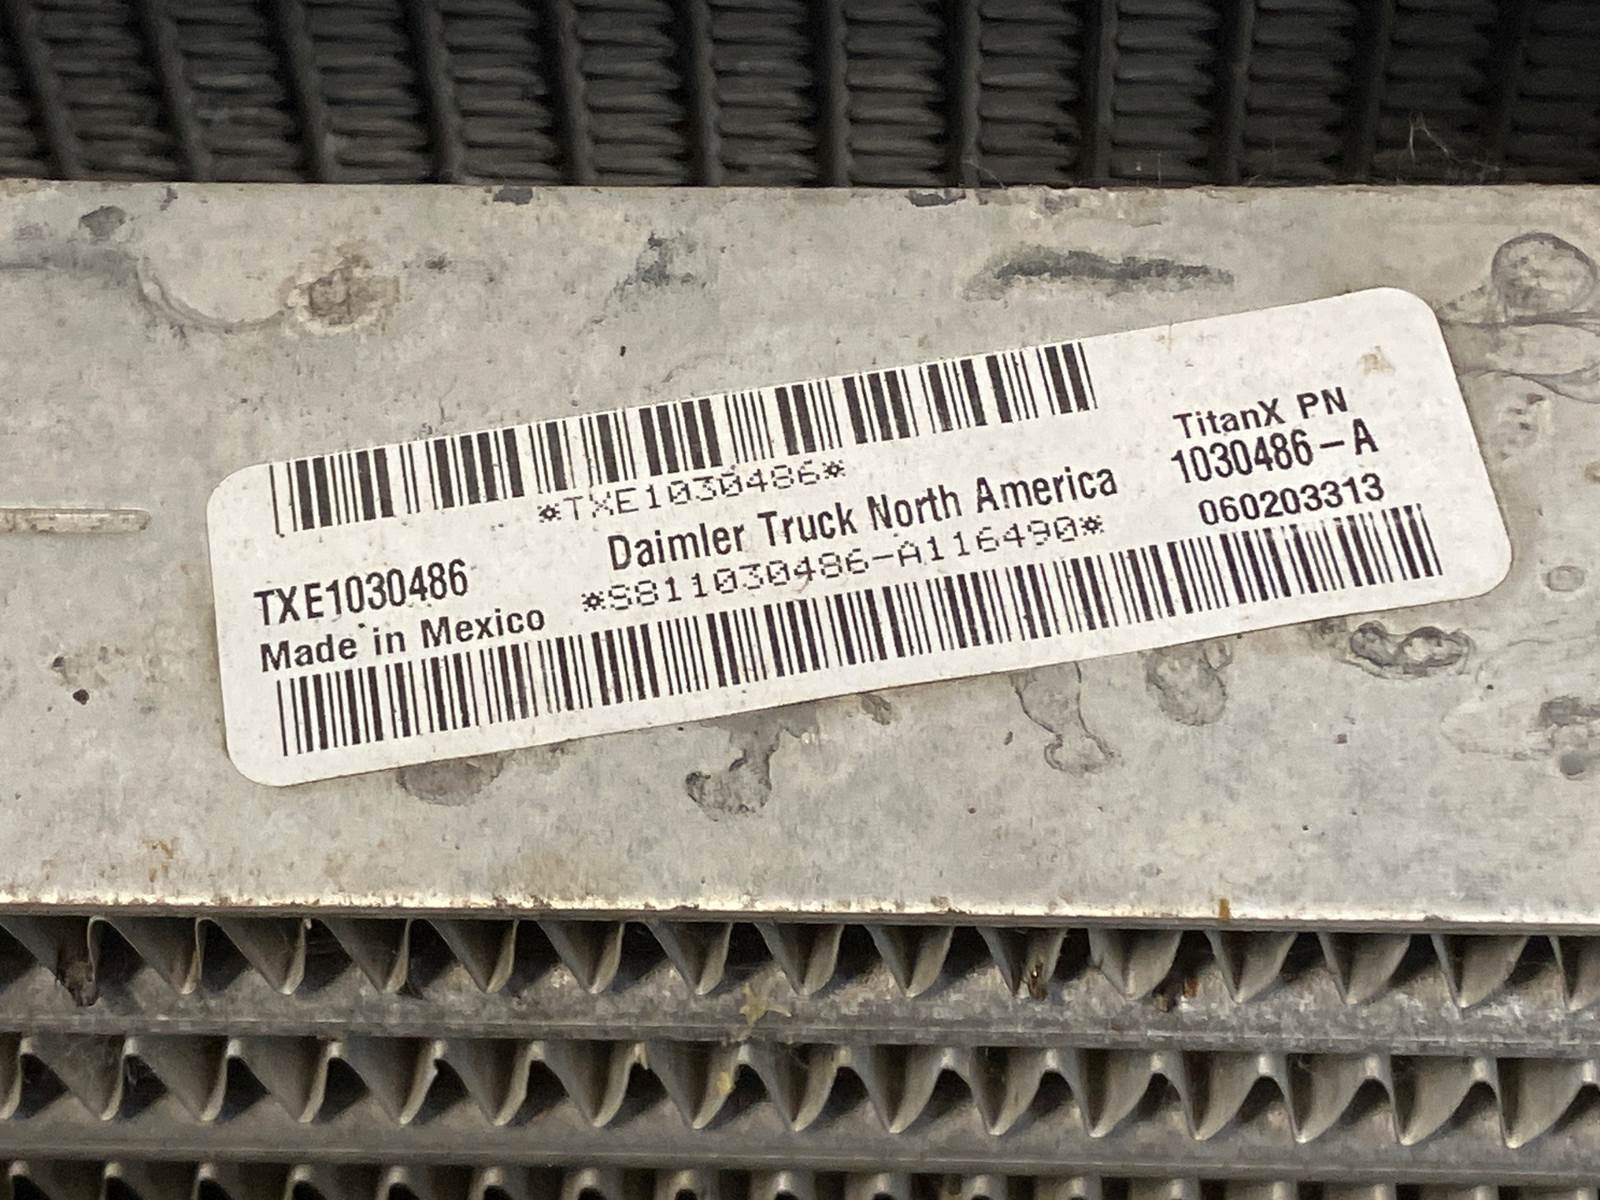 *TXE1030486*
TitanX PN
1030486-A
Daimler Truck North America
060203313
TXE1030486
*S811030486-A116490*
Made in Mexico